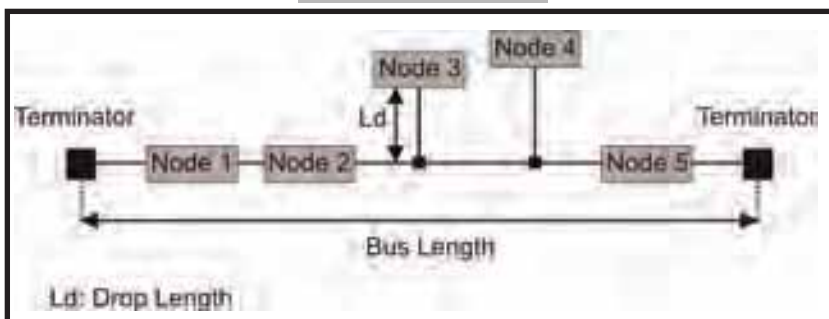 Node 4
Node 3
Terminator
Ld
Terminator
Node 1
Node 2
Node 5
Bus Length
Ld: Drop Length